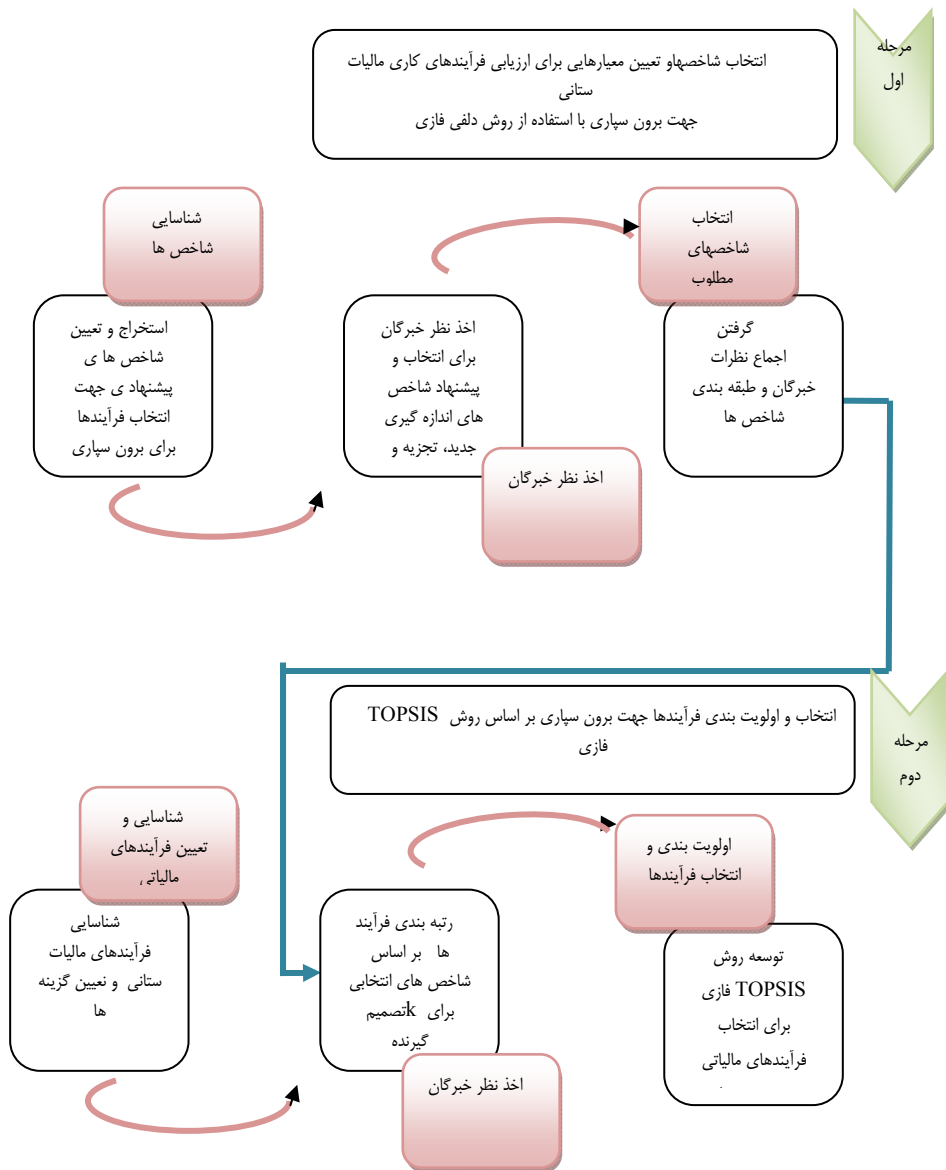 مرحله
اول
انتخاب شاخصهاو تعیین معیارهایی برای ارزیابی فرآیندهای کاری مالیات
ستانی
جهت برون سپاری با استفاده از روش دلفی فازی
شناسایی
شاخص ها
استخراج و تعیین
شاخص ها ی
پیشنهاد ی جهت
انتخاب فرآیندها
برای برون سپاری
اخذ نظر خبرگان
برای انتخاب و
پیشنهاد شاخص
های اندازه گیری
جدید، تجزیه و
اخذ نظر خبرگان
انتخاب
شاخصهای
مطلوب
گرفتن
اجماع نظرات
خبرگان و طبقه بندی
شاخص ها
مرحله
دوم
انتخاب و اولویت بندی فرآیندها جهت برون سپاری بر اساس روش TOPSIS
فازی
شناسایی و
تعیین فرآیندهای
مالیاتی
شناسایی
فرآیندهای مالیات
ستانی و نعیین گزینه
ها
رتبه بندی فرآیند
ها بر اساس
شاخص های انتخابی
برای kتصمیم
گیرنده
اخذ نظر خبرگان
اولویت بندی و
انتخاب فرآیندها
توسعه روش
TOPSIS فازی
برای انتخاب
فرآیندهای مالیاتی